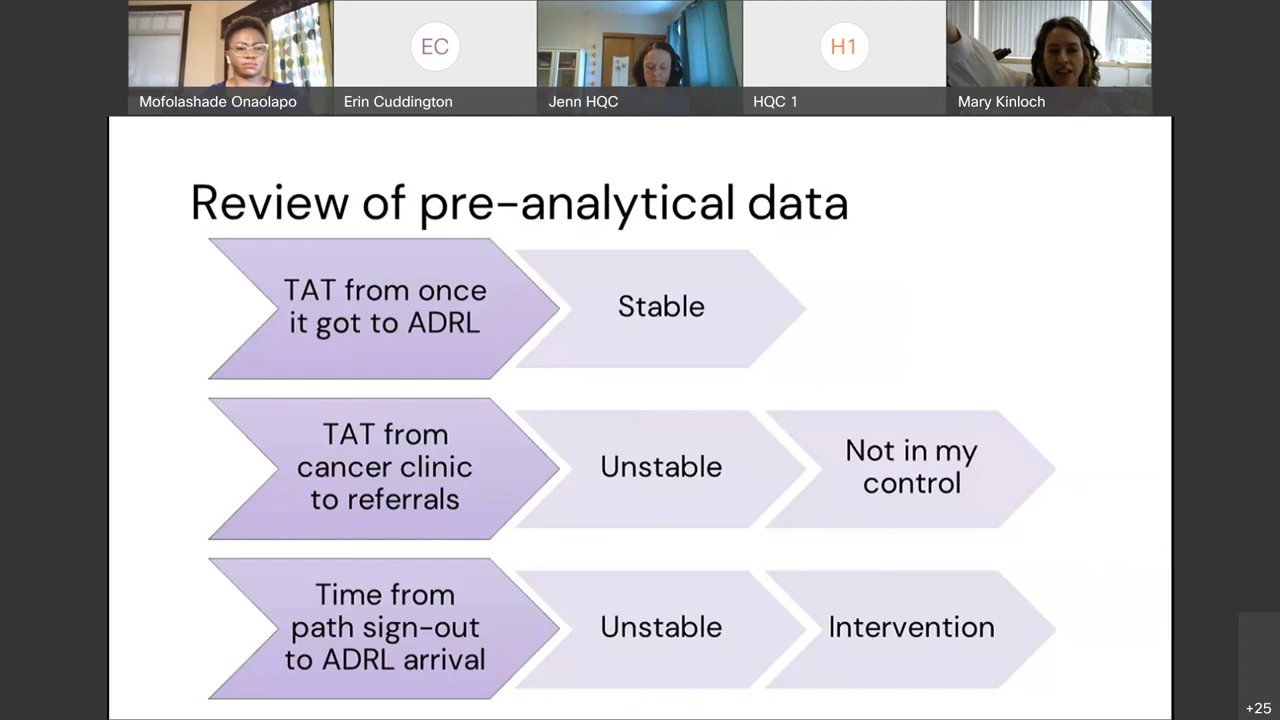 EC
H1
Mofolashade Onaolapo
Erin Cuddington
Jenn HQC
HQC 1
Mary Kinloch
Review of pre-analytical data
TAT from once
it got to ADRL
Stable
TAT from
cancer clinic
to referrals
Unstable
Not in my
control
Time from
path sign-out
to ADRL arrival
Unstable
Intervention
+25